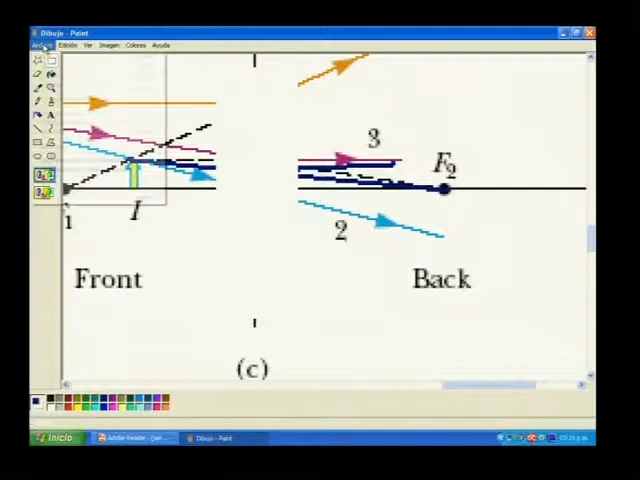 Dibujo - Paint
Archivo Edición Ver Imagen Colores Ayuda
3
F2
I
1
2
Front
Back
(c)
Inicio
Adobe Reader - [
Dibujo - Paint